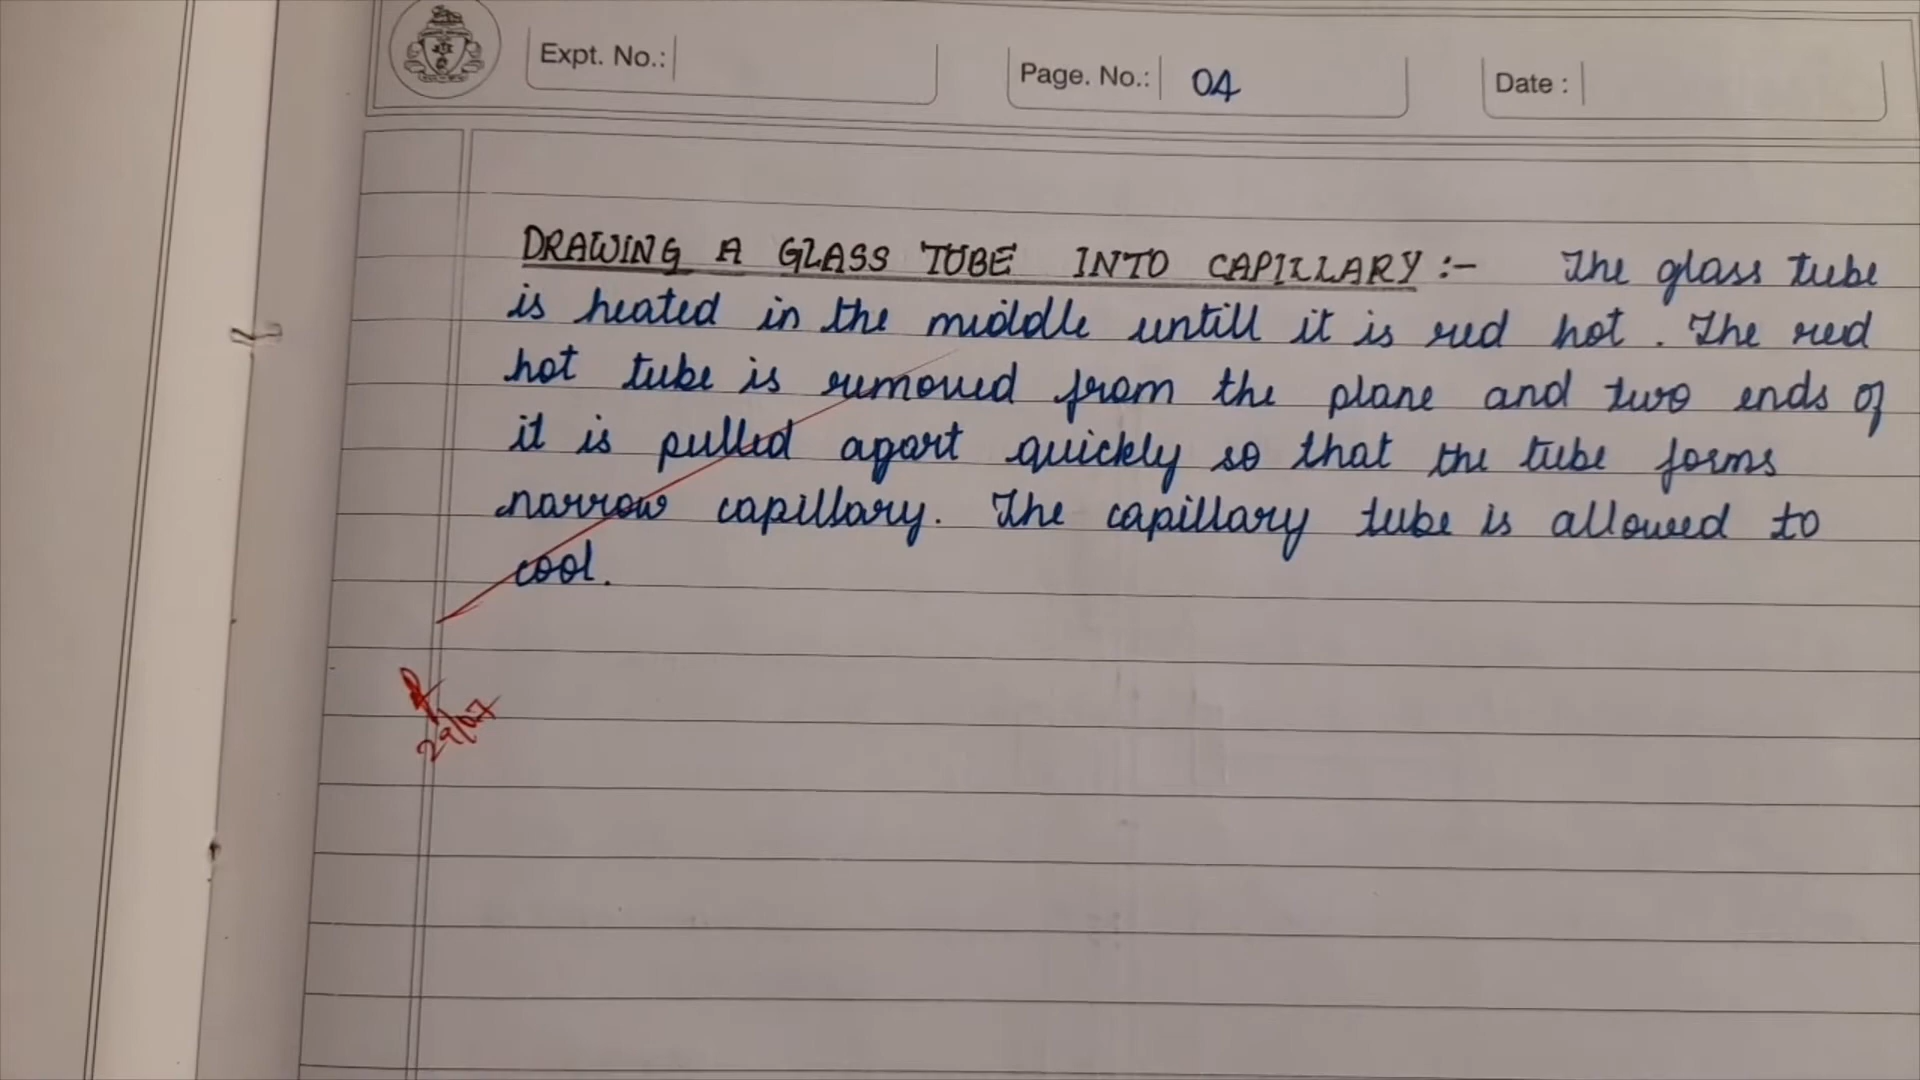 Expt. No.:
Page. No.: 04
Date :
DRAWING A GLASS TUBE INTO CAPILLARY :- The glass tube
is heated in the middle untill it is red hot . The red
hot tube is removed from the plane and two ends of
it is pulled apart quickly so that the tube forms
narrow capillary. The capillary tube is allowed to
cool.
29/07